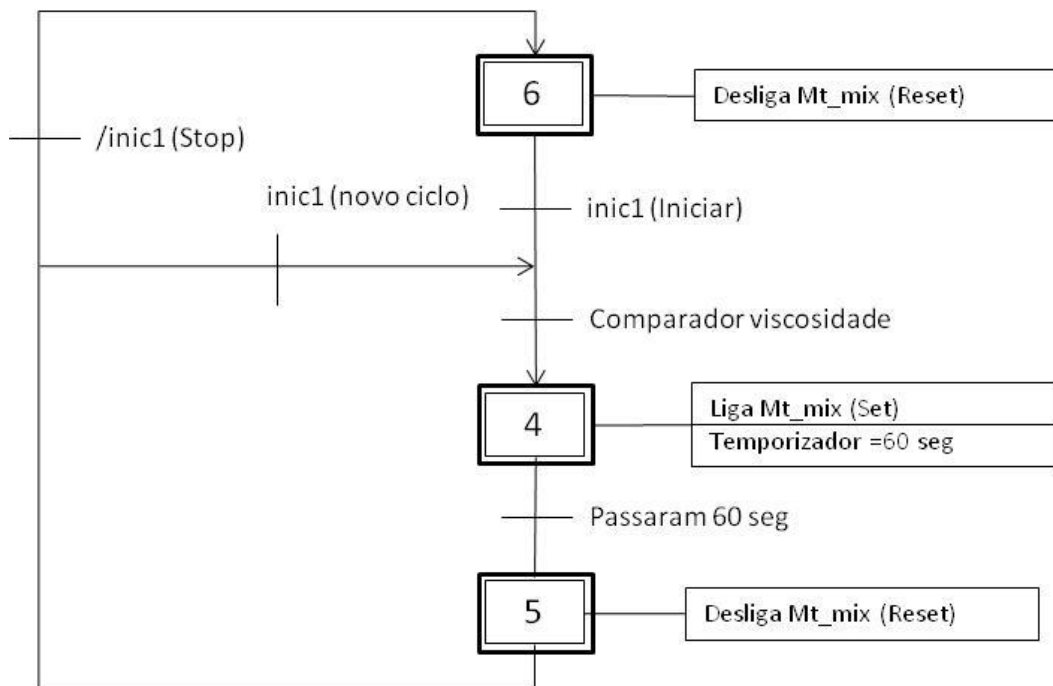 6
Desliga Mt_mix (Reset)
/inic1 (Stop)
inic1 (novo ciclo)
inic1 (Iniciar)
Comparador viscosidade
4
Liga Mt_mix (Set)
Temporizador =60 seg
Passaram 60 seg
5
Desliga Mt_mix (Reset)